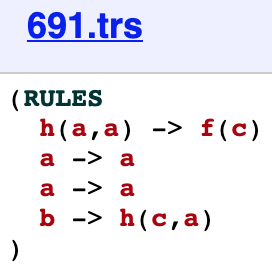 691.trs
(RULES
h(a,a) -> f(c)
a -> a
a -> a
b -> h(c,a)
)